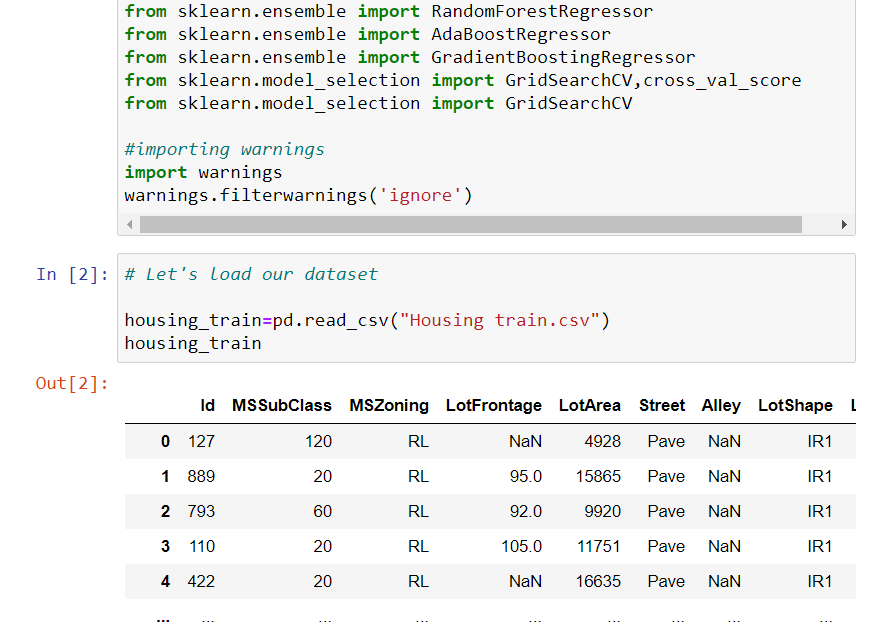 from sklearn.ensemble import RandomForestRegressor
from sklearn.ensemble import AdaBoostRegressor
from sklearn.ensemble import GradientBoostingRegressor
from sklearn.model_selection import GridSearchCV,cross_val_score
from sklearn.model_selection import GridSearchCV
#importing warnings
import warnings
warnings.filterwarnings('ignore')
In [2]: # Let's load our dataset
housing_train=pd.read_csv("Housing train.csv")
housing_train
Out[2]:
Id MSSubClass MSZoning LotFrontage LotArea Street Alley LotShape L
0 127 120 RL NaN 4928 Pave NaN IR1
1 889 20 RL 95.0 15865 Pave NaN IR1
2 793 60 RL 92.0 9920 Pave NaN IR1
3 110 20 RL 105.0 11751 Pave NaN IR1
4 422 20 RL NaN 16635 Pave NaN IR1
... ... ... ... ... ... ... ... ...